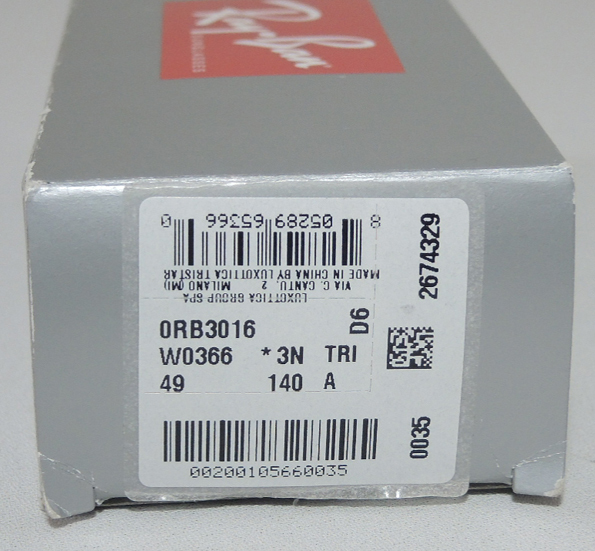 Ray-Ban
SUNGLASSES
8 05289 65366 0
MADE IN CHINA BY LUXOTTICA TRISTAR
VIA C. CANTU, 2 MILANO (MI)
LUXOTTICA GROUP SPA
0RB3016
D6
W0366 * 3N TRI
49 140 A
2674329
0035
00200105660035